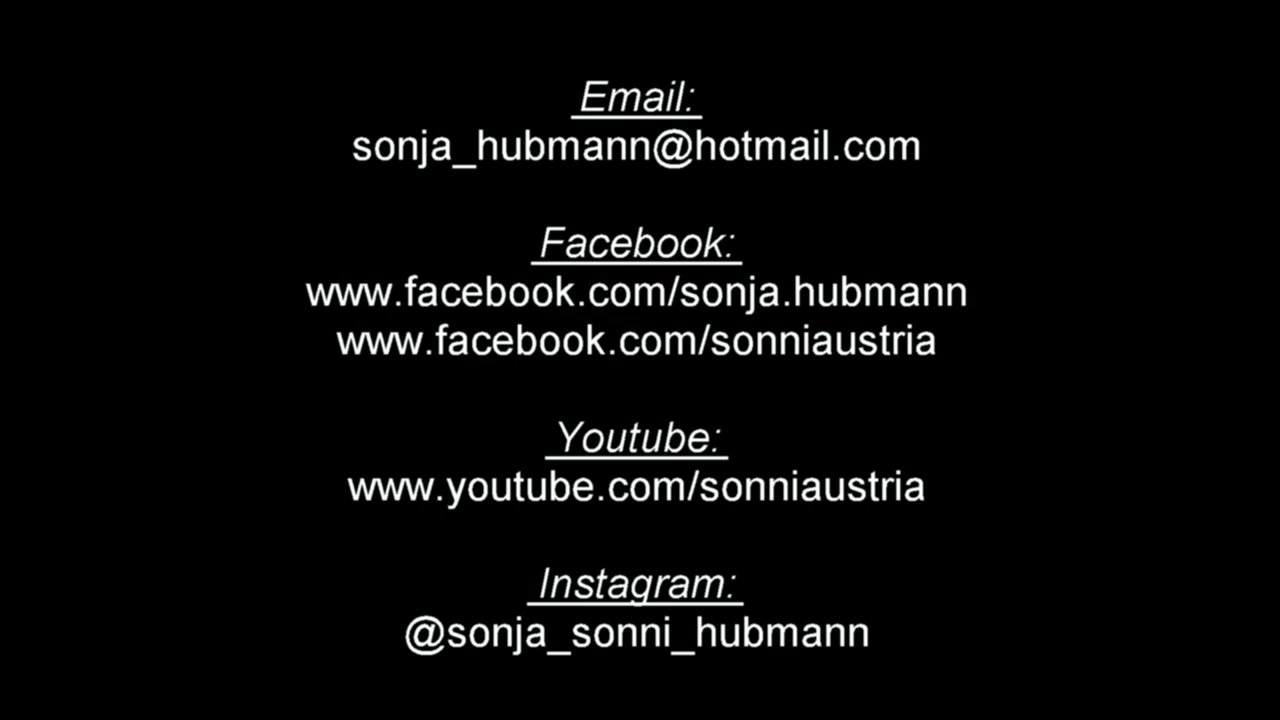 Email:
sonja_hubmann@hotmail.com
Facebook:
www.facebook.com/sonja.hubmann
www.facebook.com/sonniaustria
Youtube:
www.youtube.com/sonniaustria
Instagram:
@sonja_sonni_hubmann